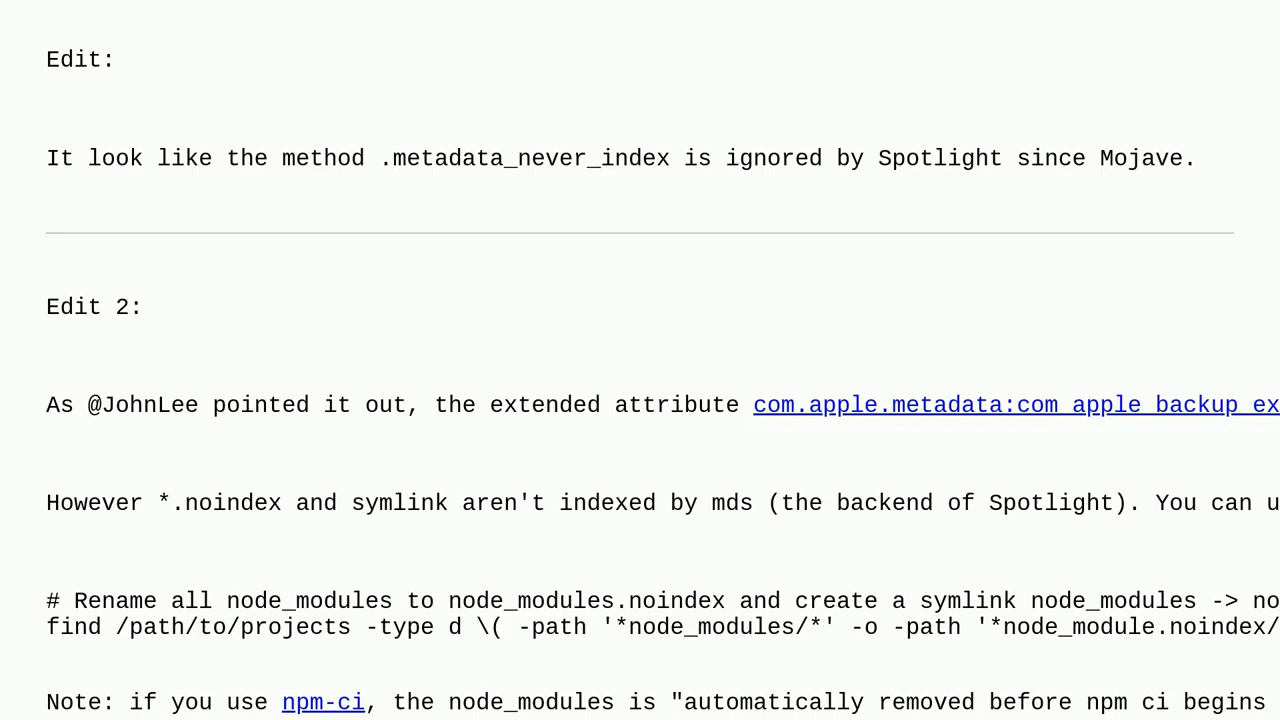 Edit:
It look like the method .metadata_never_index is ignored by Spotlight since Mojave.
Edit 2:
As @JohnLee pointed it out, the extended attribute com.apple.metadata:com_apple_backup_ex
However *.noindex and symlink aren't indexed by mds (the backend of Spotlight). You can u
# Rename all node_modules to node_modules.noindex and create a symlink node_modules -> no
find /path/to/projects -type d \( -path '*node_modules/*' -o -path '*node_module.noindex/
Note: if you use npm-ci, the node_modules is "automatically removed before npm ci begins